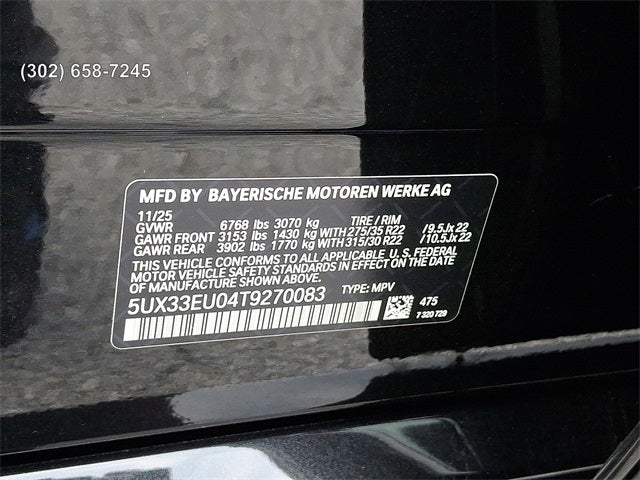 (302) 658-7245
MFD BY BAYERISCHE MOTOREN WERKE AG
11/25
GVWR 6768 lbs 3070 kg TIRE / RIM
GAWR FRONT 3153 lbs 1430 kg WITH 275/35 R22 /9.5Jx22
GAWR REAR 3902 lbs 1770 kg WITH 315/30 R22 /10.5Jx22
THIS VEHICLE CONFORMS TO ALL APPLICABLE U.S. FEDERAL
MOTOR VEHICLE SAFETY STANDARDS IN EFFECT ON THE DATE
OF MANUFACTURE SHOWN ABOVE.
5UX33EU04T9270083 TYPE: MPV
475
7 320 729